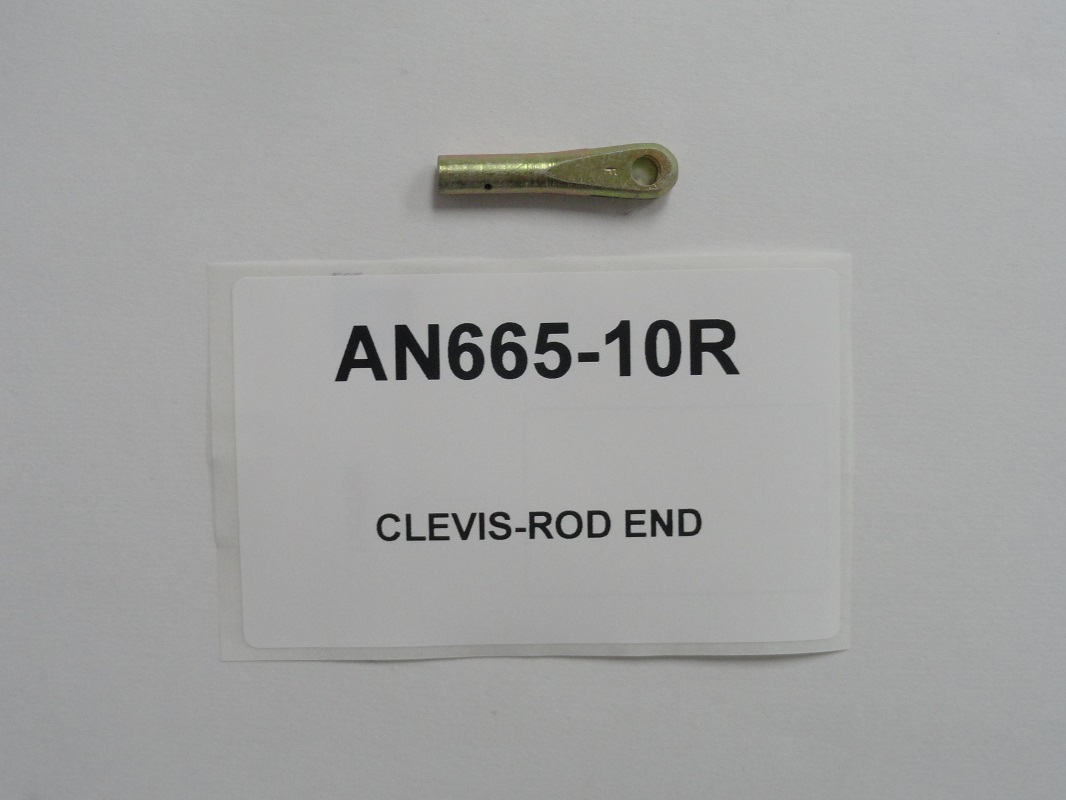 AN665-10R
CLEVIS-ROD END